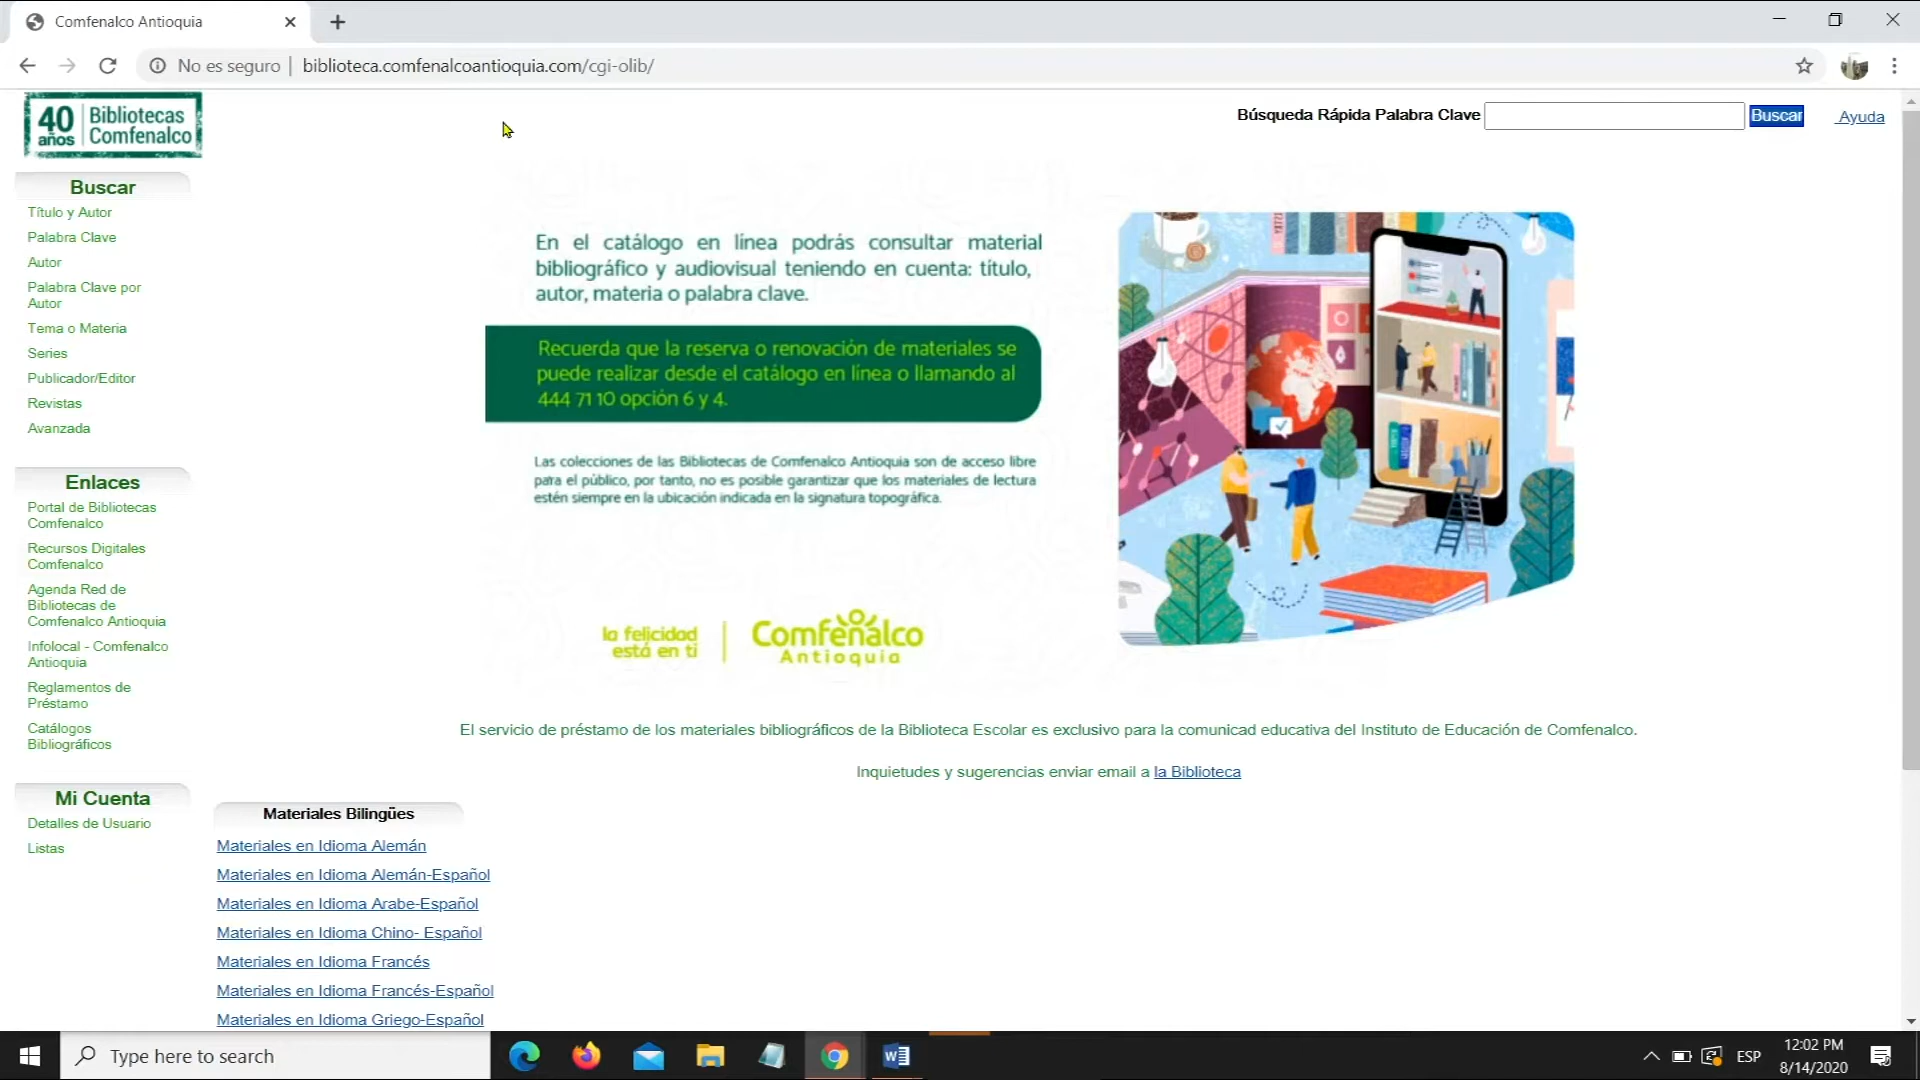 Comfenalco Antioquia
No es seguro | biblioteca.comfenalcoantioquia.com/cgi-olib/
40 años
Bibliotecas
Comfenalco
Búsqueda Rápida Palabra Clave
Buscar
Ayuda
Buscar
Título y Autor
Palabra Clave
Autor
Palabra Clave por
Autor
Tema o Materia
Series
Publicador/Editor
Revistas
Avanzada
Enlaces
Portal de Bibliotecas
Comfenalco
Recursos Digitales
Comfenalco
Agenda Red de
Bibliotecas de
Comfenalco Antioquia
Infolocal - Comfenalco
Antioquia
Reglamentos de
Préstamo
Catálogos
Bibliográficos
Mi Cuenta
Detalles de Usuario
Listas
En el catálogo en línea podrás consultar material
bibliográfico y audiovisual teniendo en cuenta: título,
autor, materia o palabra clave.
Recuerda que la reserva o renovación de materiales se
puede realizar desde el catálogo en línea o llamando al
444 71 10 opción 6 y 4.
Las colecciones de las Bibliotecas de Comfenalco Antioquia son de acceso libre
para el público, por tanto, no es posible garantizar que los materiales de lectura
estén siempre en la ubicación indicada en la signatura topográfica.
la felicidad
está en ti
Comfenalco
Antioquia
El servicio de préstamo de los materiales bibliográficos de la Biblioteca Escolar es exclusivo para la comunicad educativa del Instituto de Educación de Comfenalco.
Inquietudes y sugerencias enviar email a la Biblioteca
Materiales Bilingües
Materiales en Idioma Alemán
Materiales en Idioma Alemán-Español
Materiales en Idioma Arabe-Español
Materiales en Idioma Chino- Español
Materiales en Idioma Francés
Materiales en Idioma Francés-Español
Materiales en Idioma Griego-Español
Type here to search
ESP
12:02 PM
8/14/2020